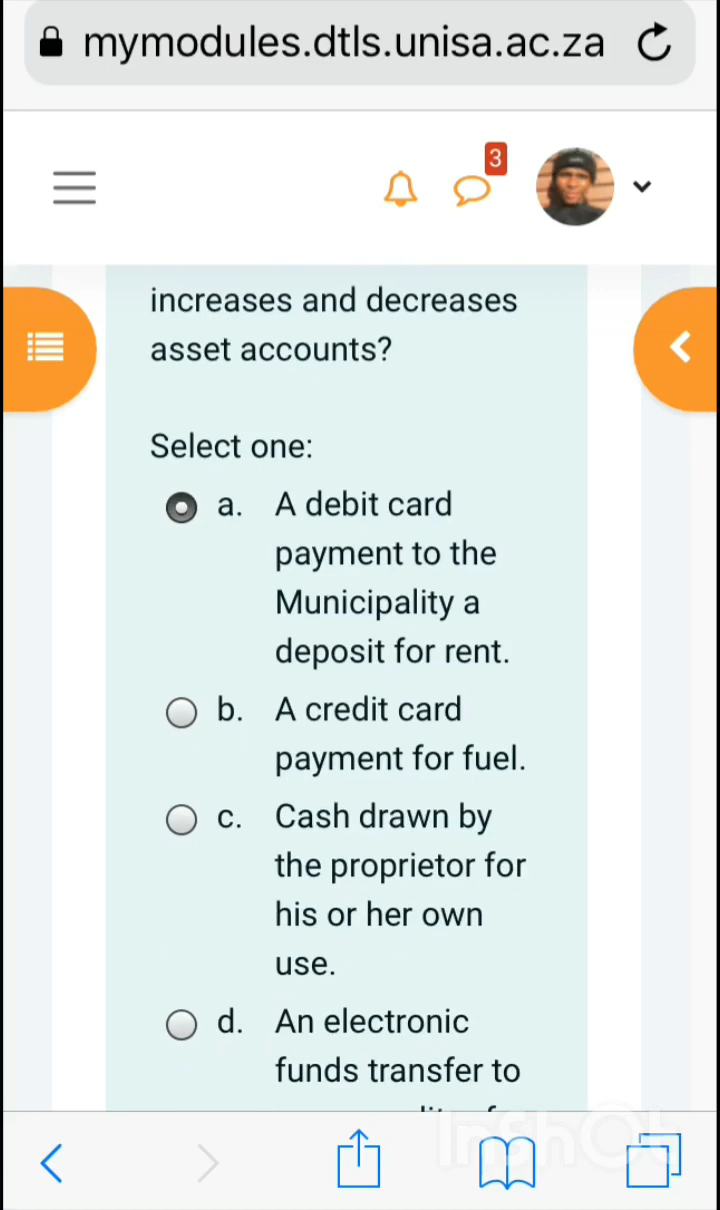 mymodules.dtls.unisa.ac.za
3
increases and decreases
asset accounts?
Select one:
a. A debit card
payment to the
Municipality a
deposit for rent.
b. A credit card
payment for fuel.
c. Cash drawn by
the proprietor for
his or her own
use.
d. An electronic
funds transfer to
InShOt